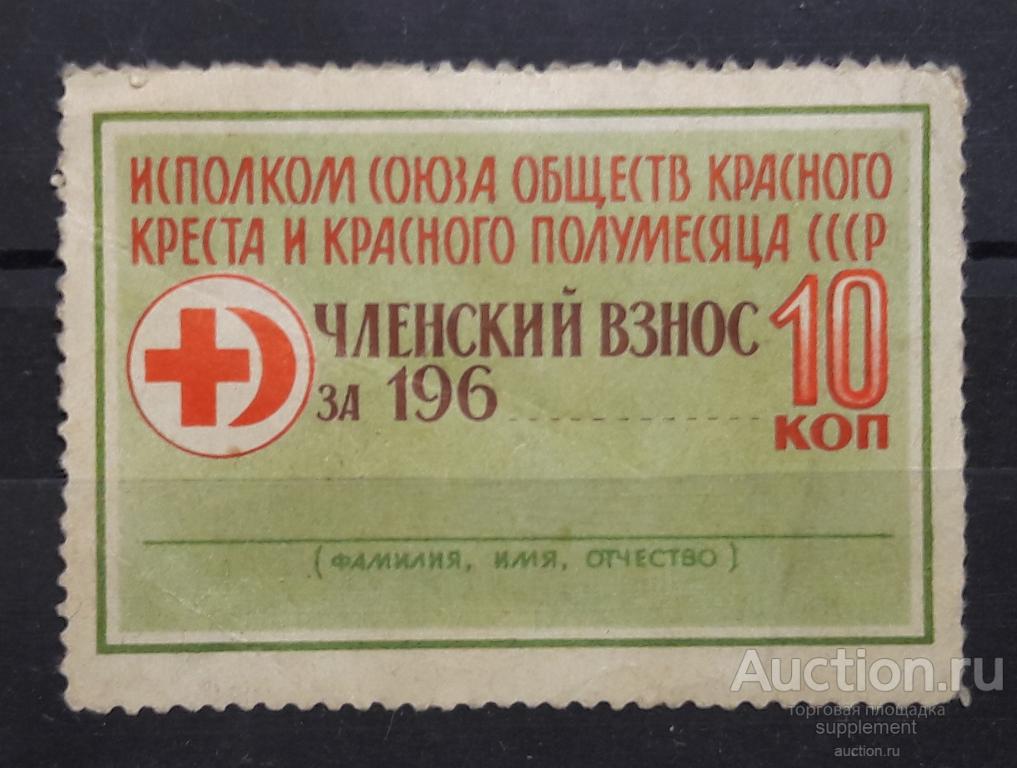 ИСПОЛКОМ СОЮЗА ОБЩЕСТВ КРАСНОГО
КРЕСТА И КРАСНОГО ПОЛУМЕСЯЦА СССР
ЧЛЕНСКИЙ ВЗНОС
ЗА 196
10
КОП
(ФАМИЛИЯ, ИМЯ, ОТЧЕСТВО)
Auction.ru
торговая площадка
supplement
auction.ru